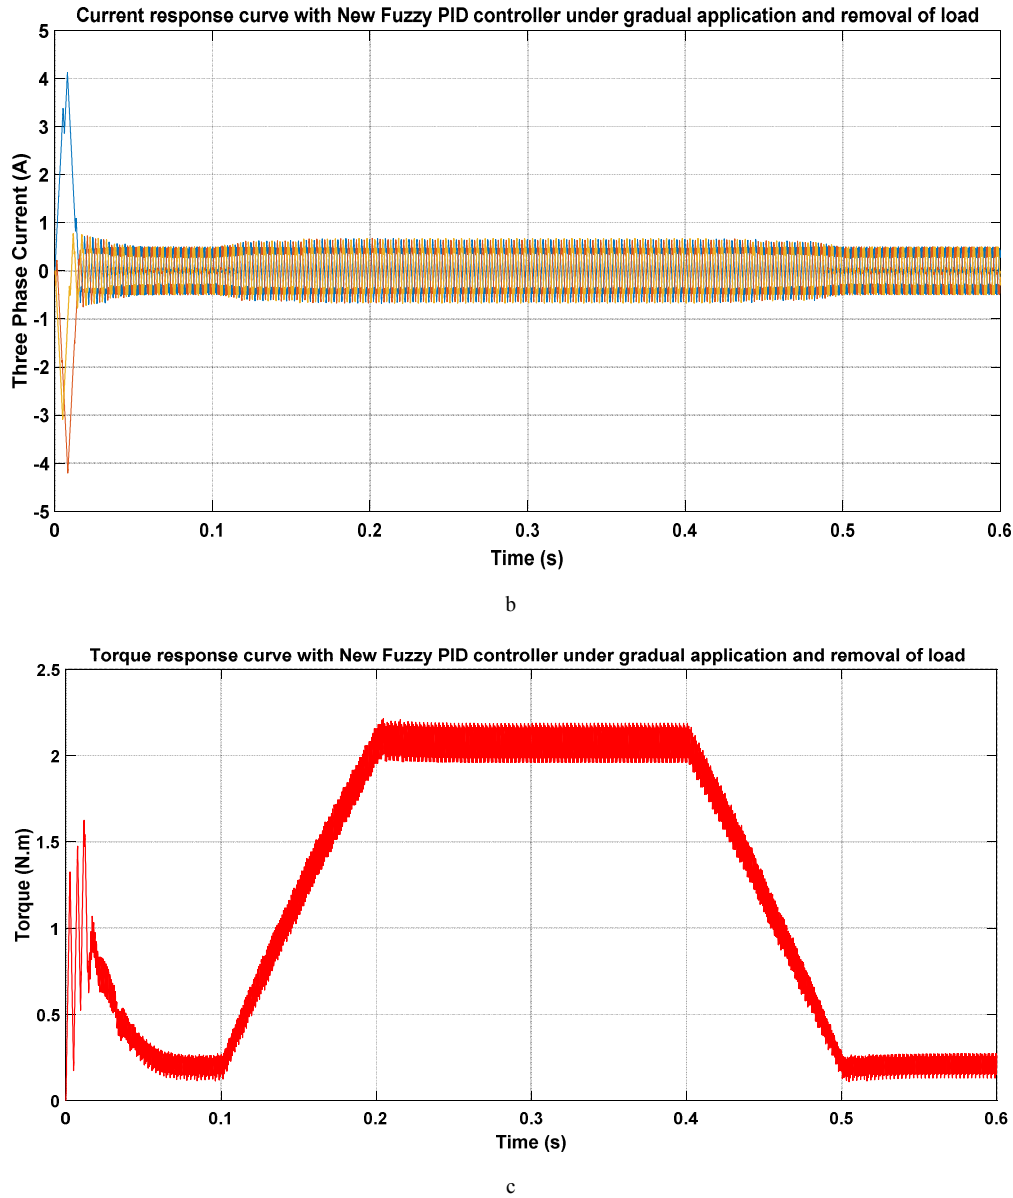 Current response curve with New Fuzzy PID controller under gradual application and removal of load
5
4
3
2
1
0
-1
-2
-3
-4
-5
Three Phase Current (A)
0 0.1 0.2 0.3 0.4 0.5 0.6
Time (s)
b
Torque response curve with New Fuzzy PID controller under gradual application and removal of load
2.5
2
1.5
1
0.5
0
Torque (N.m)
0 0.1 0.2 0.3 0.4 0.5 0.6
Time (s)
c